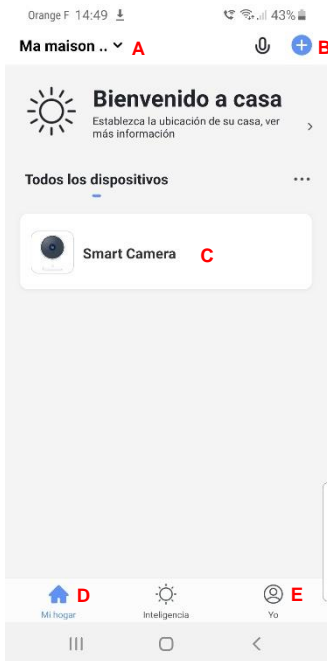 Orange F 14:49 43%
Ma maison .. A B
Bienvenido a casa
Establezca la ubicación de su casa, ver
más información
Todos los dispositivos
Smart Camera C
D E
Mi hogar Inteligencia Yo